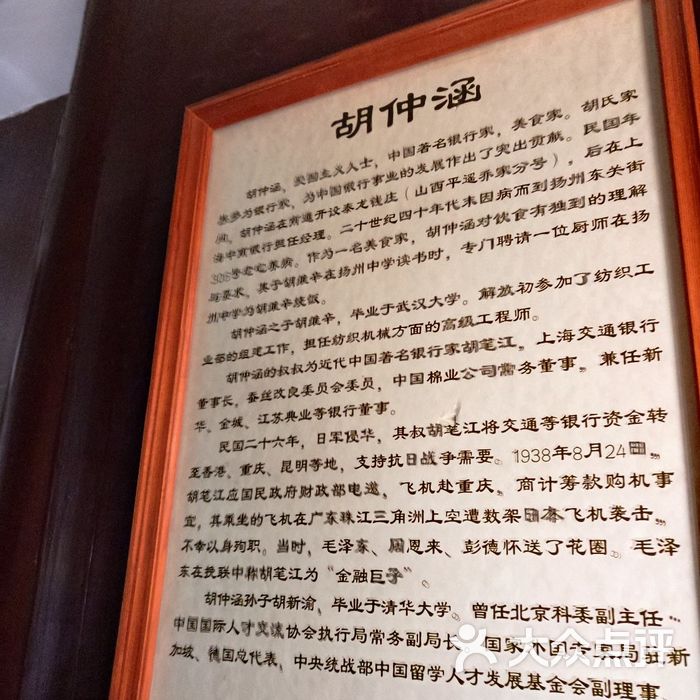 胡仲涵
胡仲涵，爱国主义人士，中国著名银行家，美食家。胡氏家
族多为银行家，为中国银行事业的发展作出了突出贡献。民国年
间，胡仲涵在南通开设泰龙钱庄（山西平遥乔家分号），后在上
海中南银行担任经理。二十世纪四十年代末因病而到扬州东关街
306号老宅养病。作为一名美食家，胡仲涵对饮食有独到的理解
与要求，其子胡继辛在扬州中学读书时，专门聘请一位厨师在扬
州中学为胡继辛烧饭。
胡仲涵之子胡继辛，毕业于武汉大学。解放初参加了纺织工
业部的组建工作，担任纺织机械方面的高级工程师。
胡仲涵的叔叔为近代中国著名银行家胡笔江，上海交通银行
董事长，蚕丝改良委员会委员，中国棉业公司常务董事，兼任新
华、金城、江苏典业等银行董事。
民国二十六年，日军侵华，其叔胡笔江将交通等银行资金转
至香港、重庆、昆明等地，支持抗日战争需要。1938年8月24日，
胡笔江应国民政府财政部电邀，飞机赴重庆，商计筹款购机事
宜，其乘坐的飞机在广东珠江三角洲上空遭数架日本飞机袭击，
不幸以身殉职。当时，毛泽东、周恩来、彭德怀送了花圈。毛泽
东在挽联中称胡笔江为“金融巨子”。
胡仲涵孙子胡新渝，毕业于清华大学。曾任北京科委副主任、
中国国际人才交流协会执行局常务副局长、国家外国专家局驻新
加坡、德国总代表，中央统战部中国留学人才发展基金会副理事
大众点评